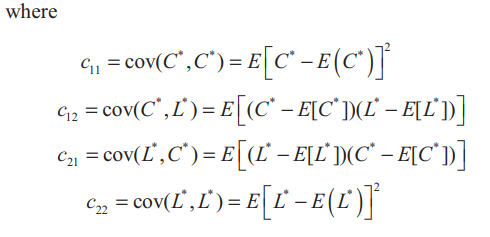 where
c₁₁ = cov(C*,C*) = E[C* – E(C*)]²
c₁₂ = cov(C*,L*) = E[(C* – E[C*])(L* – E[L*])]
c₂₁ = cov(L*,C*) = E[(L* – E[L*])(C* – E[C*])]
c₂₂ = cov(L*,L*) = E[L* – E(L*)]²